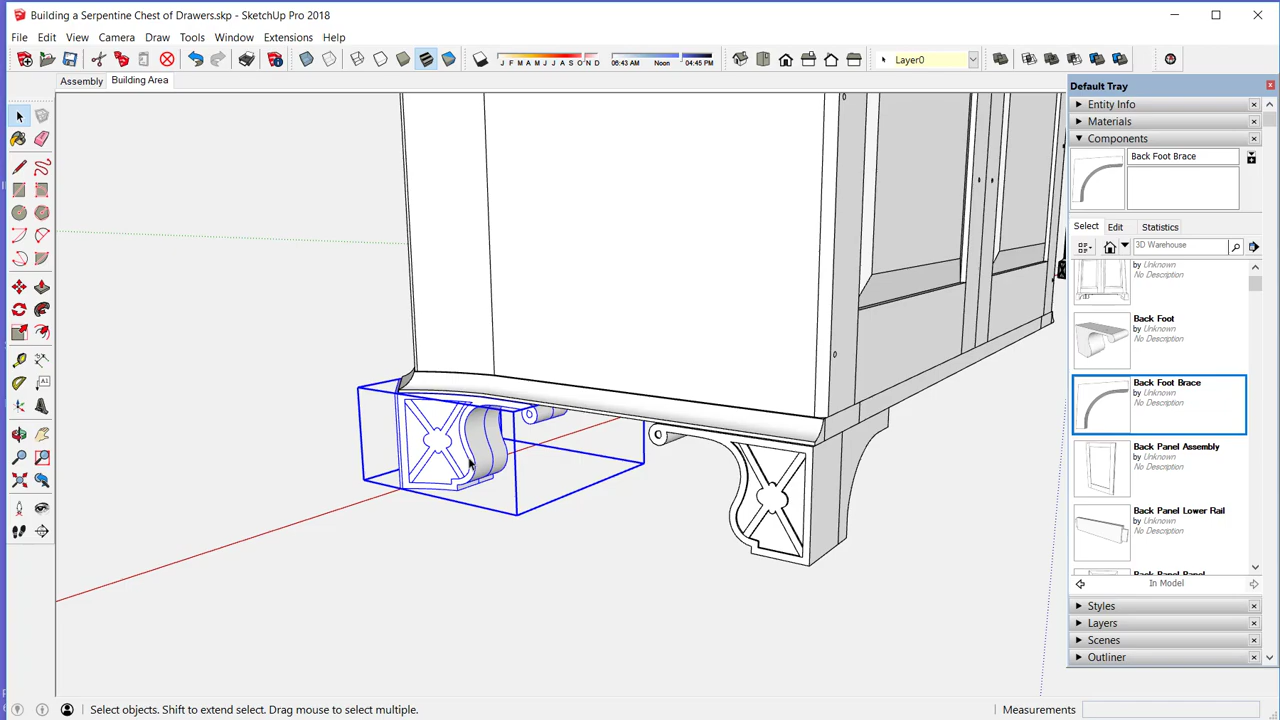 Building a Serpentine Chest of Drawers.skp - SketchUp Pro 2018
File Edit Camera Draw Tools Window Extensions Help
J F M A M J J A S O N D
06:43 AM Noon 04:45 PM
Layer0
Assembly Building Area
Default Tray
Entity Info
Materials
Components
Back Foot Brace
Select Edit Statistics
3D Warehouse
by Unknown
No Description
Back Foot
by Unknown
No Description
Back Foot Brace
by Unknown
No Description
Back Panel Assembly
by Unknown
No Description
Back Panel Lower Rail
by Unknown
No Description
Back Panel Panel
In Model
Styles
Layers
Scenes
Outliner
Select objects. Shift to extend select. Drag mouse to select multiple.
Measurements